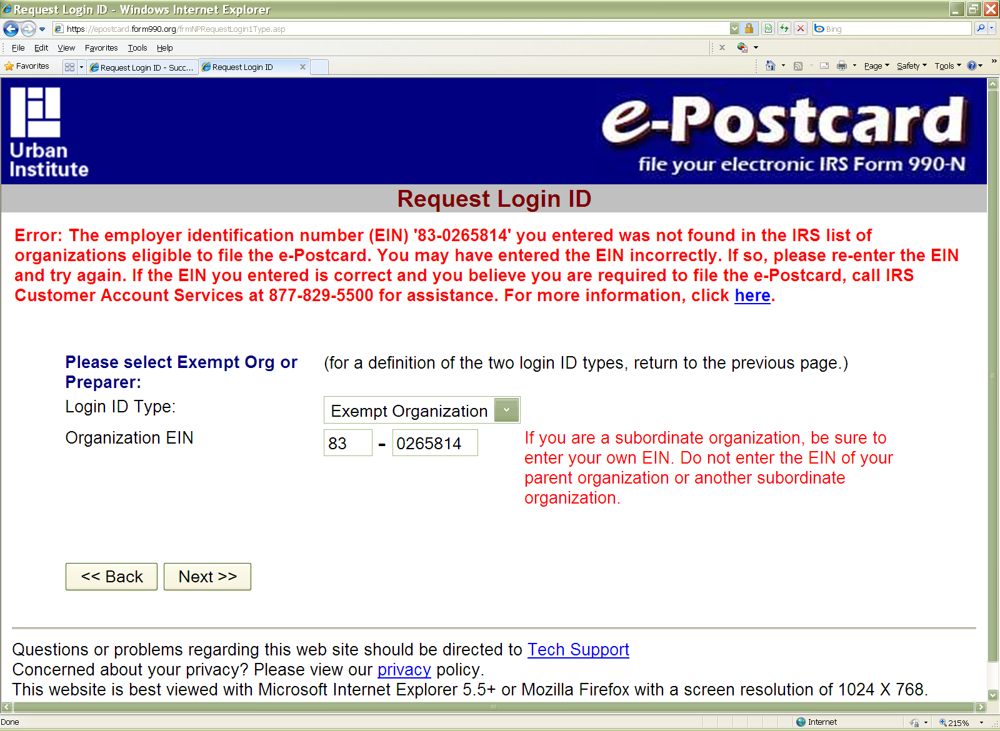 Request Login ID - Windows Internet Explorer
https://epostcard.form990.org/frmNPRequestLogin1Type.asp
Bing
File Edit View Favorites Tools Help
Favorites
Request Login ID - Succ...
Request Login ID
Page Safety Tools
Urban
Institute
e-Postcard
file your electronic IRS Form 990-N
Request Login ID
Error: The employer identification number (EIN) '83-0265814' you entered was not found in the IRS list of
organizations eligible to file the e-Postcard. You may have entered the EIN incorrectly. If so, please re-enter the EIN
and try again. If the EIN you entered is correct and you believe you are required to file the e-Postcard, call IRS
Customer Account Services at 877-829-5500 for assistance. For more information, click here.
Please select Exempt Org or
Preparer:
(for a definition of the two login ID types, return to the previous page.)
Login ID Type:
Exempt Organization
Organization EIN
83 - 0265814
If you are a subordinate organization, be sure to
enter your own EIN. Do not enter the EIN of your
parent organization or another subordinate
organization.
<< Back
Next >>
Questions or problems regarding this web site should be directed to Tech Support
Concerned about your privacy? Please view our privacy policy.
This website is best viewed with Microsoft Internet Explorer 5.5+ or Mozilla Firefox with a screen resolution of 1024 X 768.
Done
Internet
215%